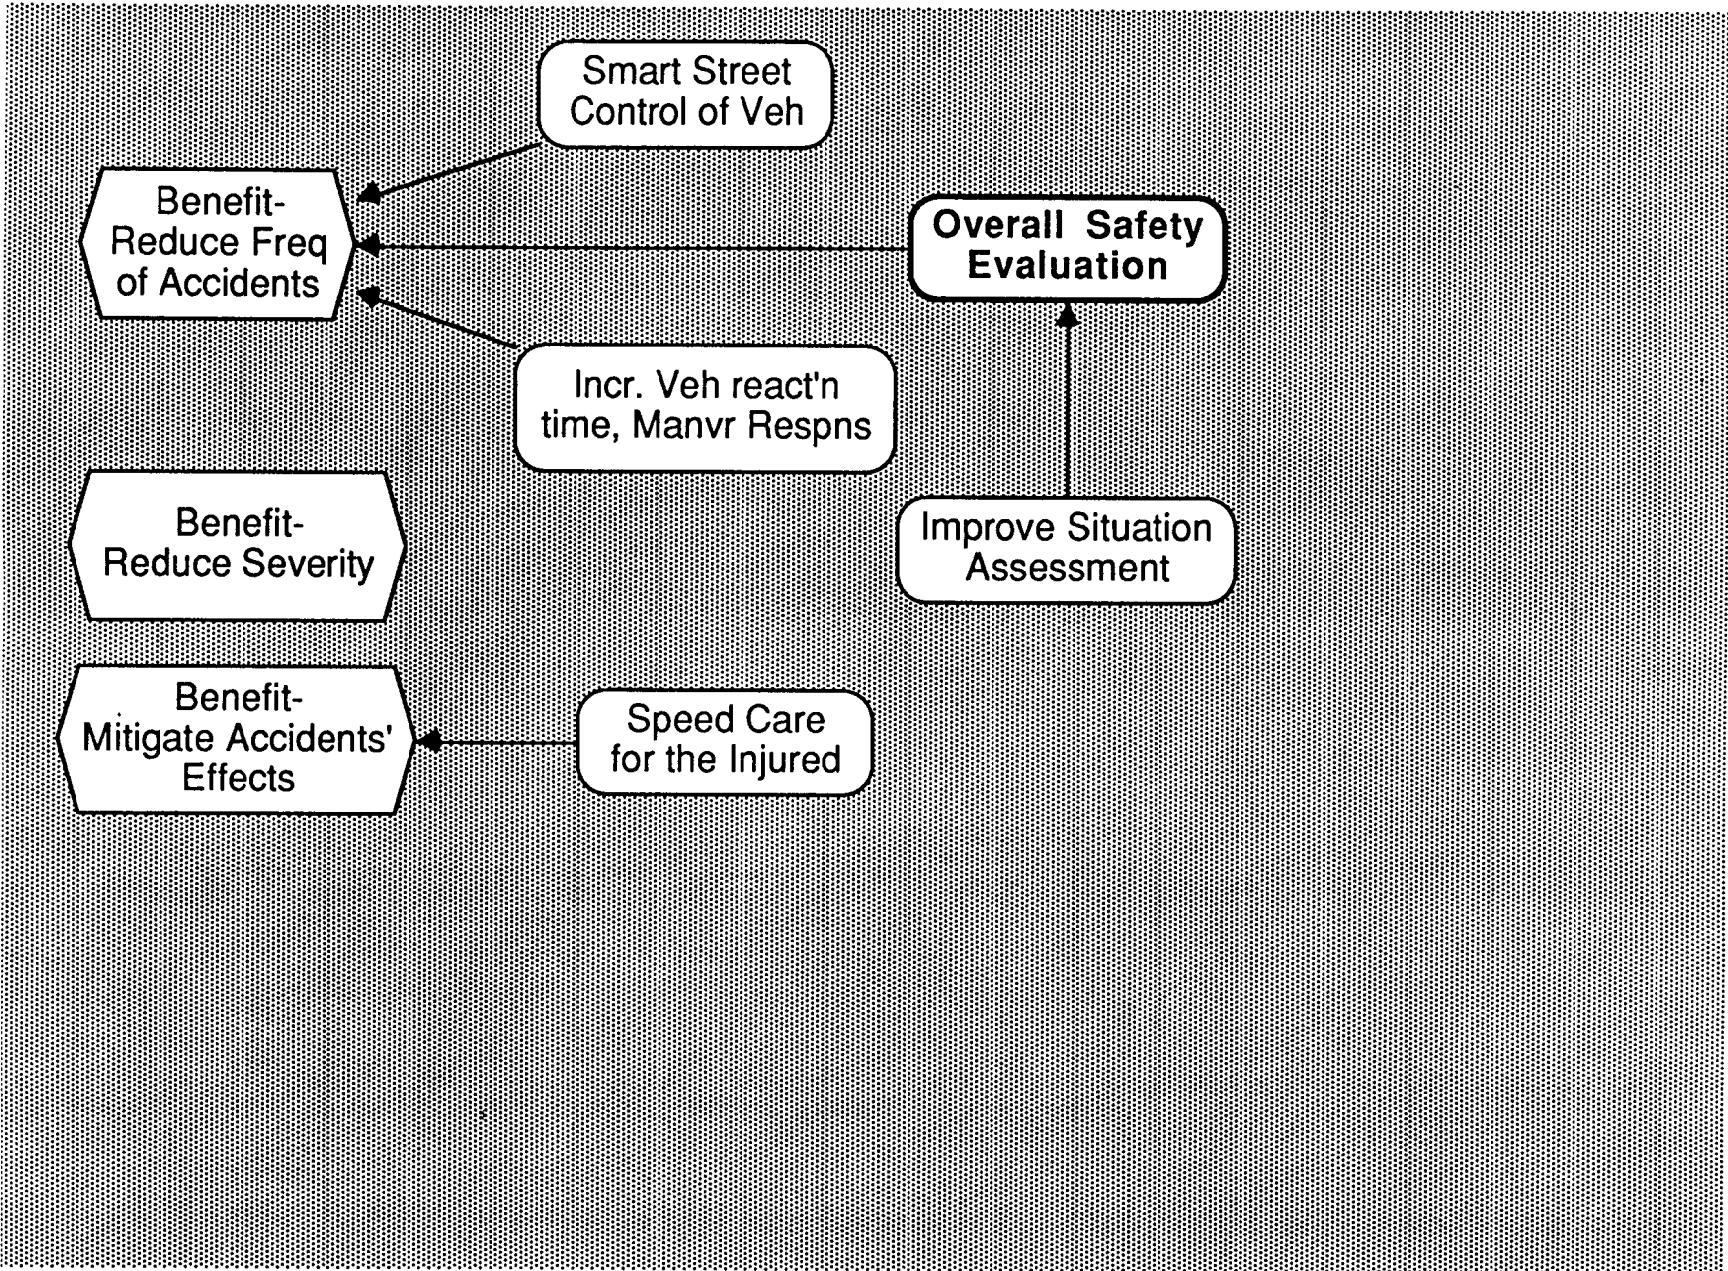 Smart Street
Control of Veh
Benefit-
Reduce Freq
of Accidents
Overall Safety
Evaluation
Incr. Veh react'n
time, Manvr Respns
Benefit-
Reduce Severity
Improve Situation
Assessment
Benefit-
Mitigate Accidents'
Effects
Speed Care
for the Injured